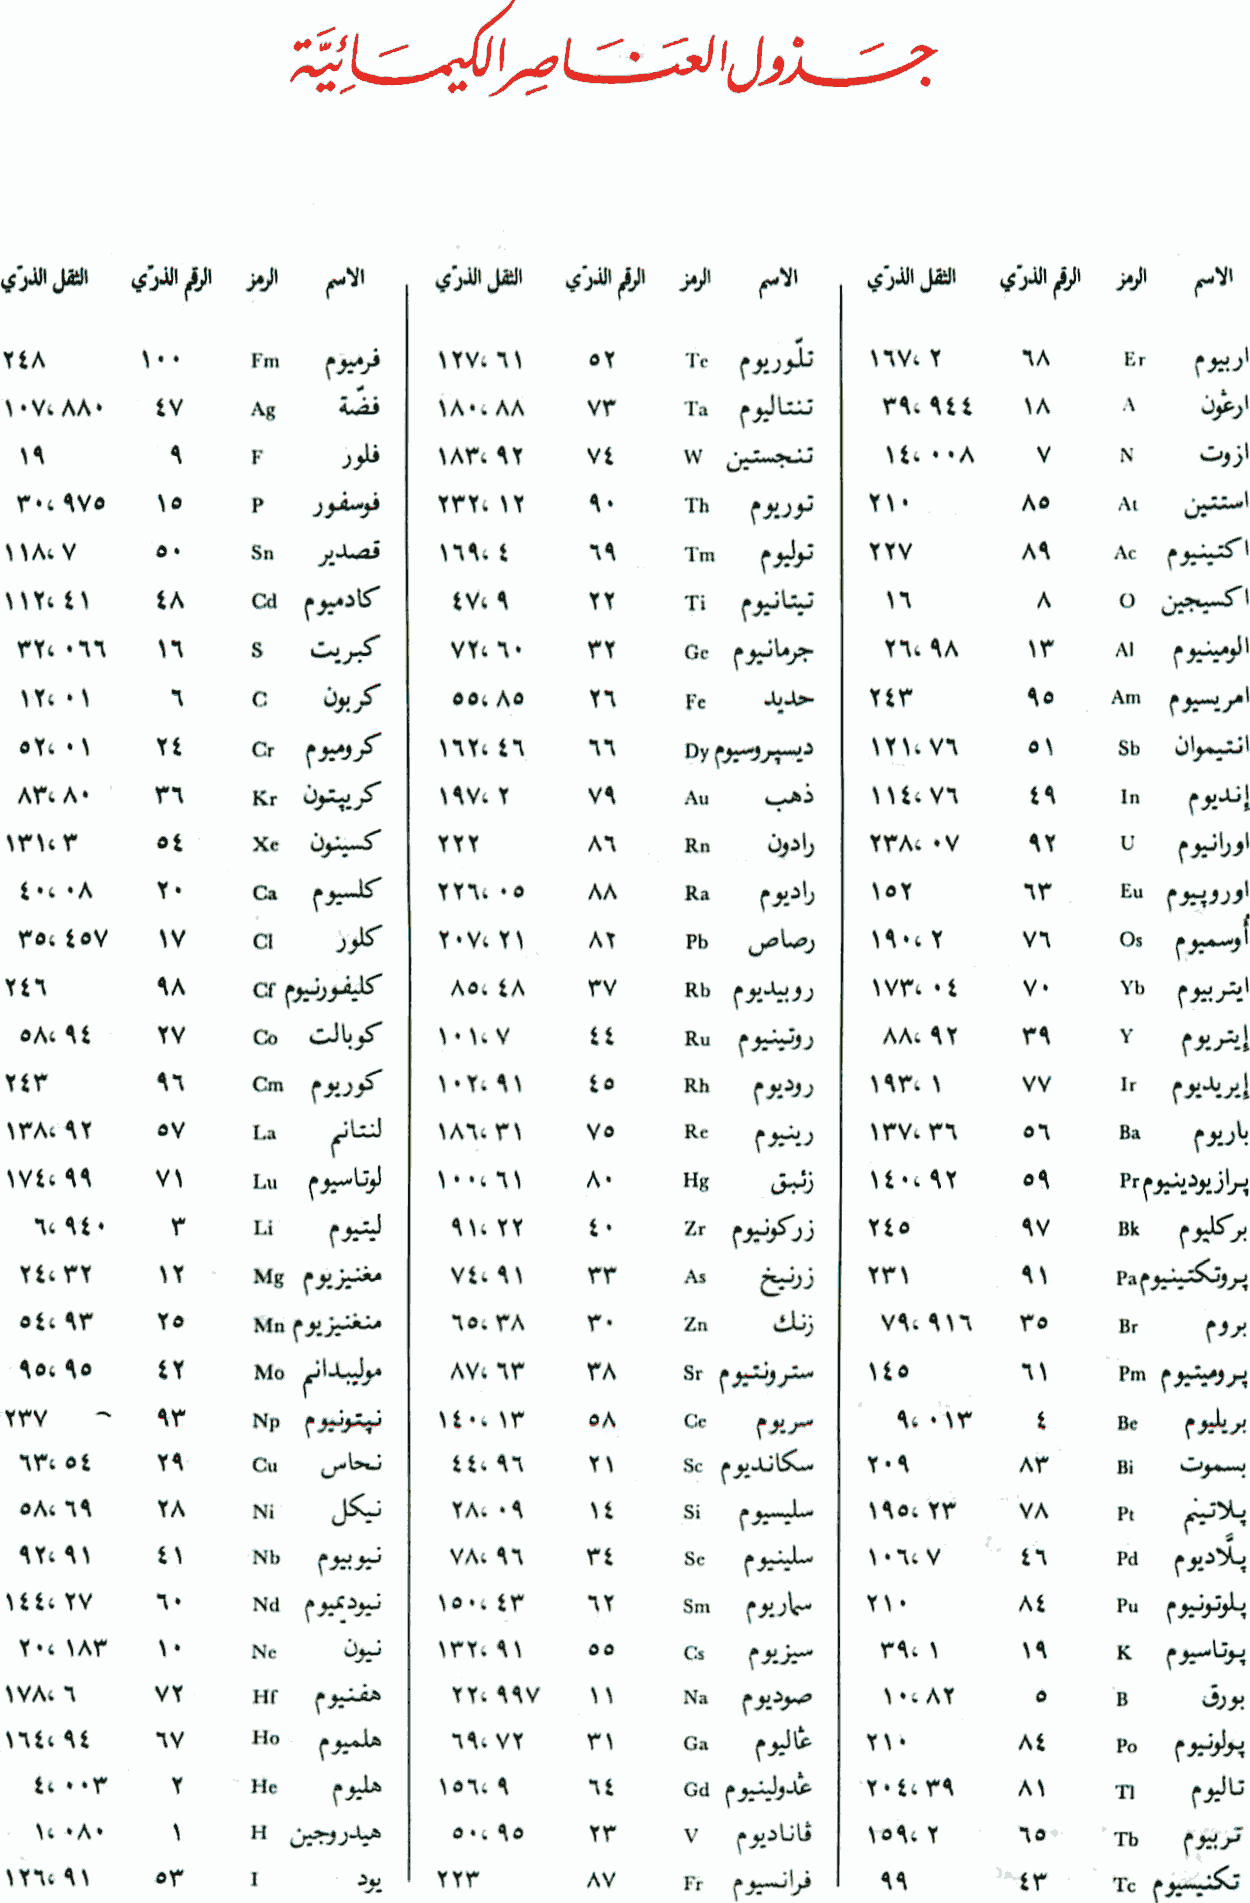 جَدْوَل العَنَاصِر الكيمَائِيَّة
الاسم الرمز الرقم الذرّي الثقل الذرّي
اربيوم Er ٦٨ ١٦٧،٢
ارغون A ١٨ ٣٩،٩٤٤
ازوت N ٧ ١٤،٠٠٨
استتين At ٨٥ ٢١٠
اكتينيوم Ac ٨٩ ٢٢٧
اكسيجين O ٨ ١٦
الومينيوم Al ١٣ ٢٦،٩٨
امريسيوم Am ٩٥ ٢٤٣
انتيموان Sb ٥١ ١٢١،٧٦
إنديوم In ٤٩ ١١٤،٧٦
اورانيوم U ٩٢ ٢٣٨،٠٧
اوروپيوم Eu ٦٣ ١٥٢
أوسميوم Os ٧٦ ١٩٠،٢
ايتربيوم Yb ٧٠ ١٧٣،٠٤
إيتريوم Y ٣٩ ٨٨،٩٢
إيريديوم Ir ٧٧ ١٩٣،١
باريوم Ba ٥٦ ١٣٧،٣٦
پرازيودينيوم Pr ٥٩ ١٤٠،٩٢
بركليوم Bk ٩٧ ٢٤٥
پروتكتينيوم Pa ٩١ ٢٣١
بروم Br ٣٥ ٧٩،٩١٦
پروميتيوم Pm ٦١ ١٤٥
بريليوم Be ٤ ٩،٠١٣
بسموت Bi ٨٣ ٢٠٩
پلاتينم Pt ٧٨ ١٩٥،٢٣
پلّاديوم Pd ٤٦ ١٠٦،٧
پلوتونيوم Pu ٨٤ ٢١٠
پوتاسيوم K ١٩ ٣٩،١
بورق B ٥ ١٠،٨٢
پولونيوم Po ٨٤ ٢١٠
تاليوم Tl ٨١ ٢٠٤،٣٩
تربيوم Tb ٦٥ ١٥٩،٢
تكنيسيوم Tc ٤٣ ٩٩
الاسم الرمز الرقم الذرّي الثقل الذرّي
تلّوريوم Te ٥٢ ١٢٧،٦١
تنتاليوم Ta ٧٣ ١٨٠،٨٨
تنجستين W ٧٤ ١٨٣،٩٢
توريوم Th ٩٠ ٢٣٢،١٢
توليوم Tm ٦٩ ١٦٩،٤
تيتانيوم Ti ٢٢ ٤٧،٩
جرمانيوم Ge ٣٢ ٧٢،٦٠
حديد Fe ٢٦ ٥٥،٨٥
ديسپروسيوم Dy ٦٦ ١٦٢،٤٦
ذهب Au ٧٩ ١٩٧،٢
رادون Rn ٨٦ ٢٢٢
راديوم Ra ٨٨ ٢٢٦،٠٥
رصاص Pb ٨٢ ٢٠٧،٢١
روبيديوم Rb ٣٧ ٨٥،٤٨
روتينيوم Ru ٤٤ ١٠١،٧
روديوم Rh ٤٥ ١٠٢،٩١
رينيوم Re ٧٥ ١٨٦،٣١
زئبق Hg ٨٠ ١٠٠،٦١
زركونيوم Zr ٤٠ ٩١،٢٢
زرنيخ As ٣٣ ٧٤،٩١
زنك Zn ٣٠ ٦٥،٣٨
سترونتيوم Sr ٣٨ ٨٧،٦٣
سريوم Ce ٥٨ ١٤٠،١٣
سكانديوم Sc ٢١ ٤٤،٩٦
سليسيوم Si ١٤ ٢٨،٠٩
سلينيوم Se ٣٤ ٧٨،٩٦
سماريوم Sm ٦٢ ١٥٠،٤٣
سيزيوم Cs ٥٥ ١٣٢،٩١
صوديوم Na ١١ ٢٢،٩٩٧
غاليوم Ga ٣١ ٦٩،٧٢
غدولينيوم Gd ٦٤ ١٥٦،٩
ڤاناديوم V ٢٣ ٥٠،٩٥
فرانسيوم Fr ٨٧ ٢٢٣
الاسم الرمز الرقم الذرّي الثقل الذرّي
فرميوم Fm ١٠٠ ٢٤٨
فضّة Ag ٤٧ ١٠٧،٨٨٠
فلور F ٩ ١٩
فوسفور P ١٥ ٣٠،٩٧٥
قصدير Sn ٥٠ ١١٨،٧
كادميوم Cd ٤٨ ١١٢،٤١
كبريت S ١٦ ٣٢،٠٦٦
كربون C ٦ ١٢،٠١
كروميوم Cr ٢٤ ٥٢،٠١
كريپتون Kr ٣٦ ٨٣،٨٠
كسينون Xe ٥٤ ١٣١،٣
كلسيوم Ca ٢٠ ٤٠،٠٨
كلور Cl ١٧ ٣٥،٤٥٧
كليفورنيوم Cf ٩٨ ٢٤٦
كوبالت Co ٢٧ ٥٨،٩٤
كوريوم Cm ٩٦ ٢٤٣
لنتانم La ٥٧ ١٣٨،٩٢
لوتاسيوم Lu ٧١ ١٧٤،٩٩
ليتيوم Li ٣ ٦،٩٤٠
مغنيزيوم Mg ١٢ ٢٤،٣٢
منغنيزيوم Mn ٢٥ ٥٤،٩٣
موليبدانم Mo ٤٢ ٩٥،٩٥
نپتونيوم Np ٩٣ ٢٣٧
نحاس Cu ٢٩ ٦٣،٥٤
نيكل Ni ٢٨ ٥٨،٦٩
نيوبيوم Nb ٤١ ٩٢،٩١
نيوديميوم Nd ٦٠ ١٤٤،٢٧
نيون Ne ١٠ ٢٠،١٨٣
هفنيوم Hf ٧٢ ١٧٨،٦
هلميوم Ho ٦٧ ١٦٤،٩٤
هليوم He ٢ ٤،٠٠٣
هيدروجين H ١ ١،٠٨٠
يود I ٥٣ ١٢٦،٩١